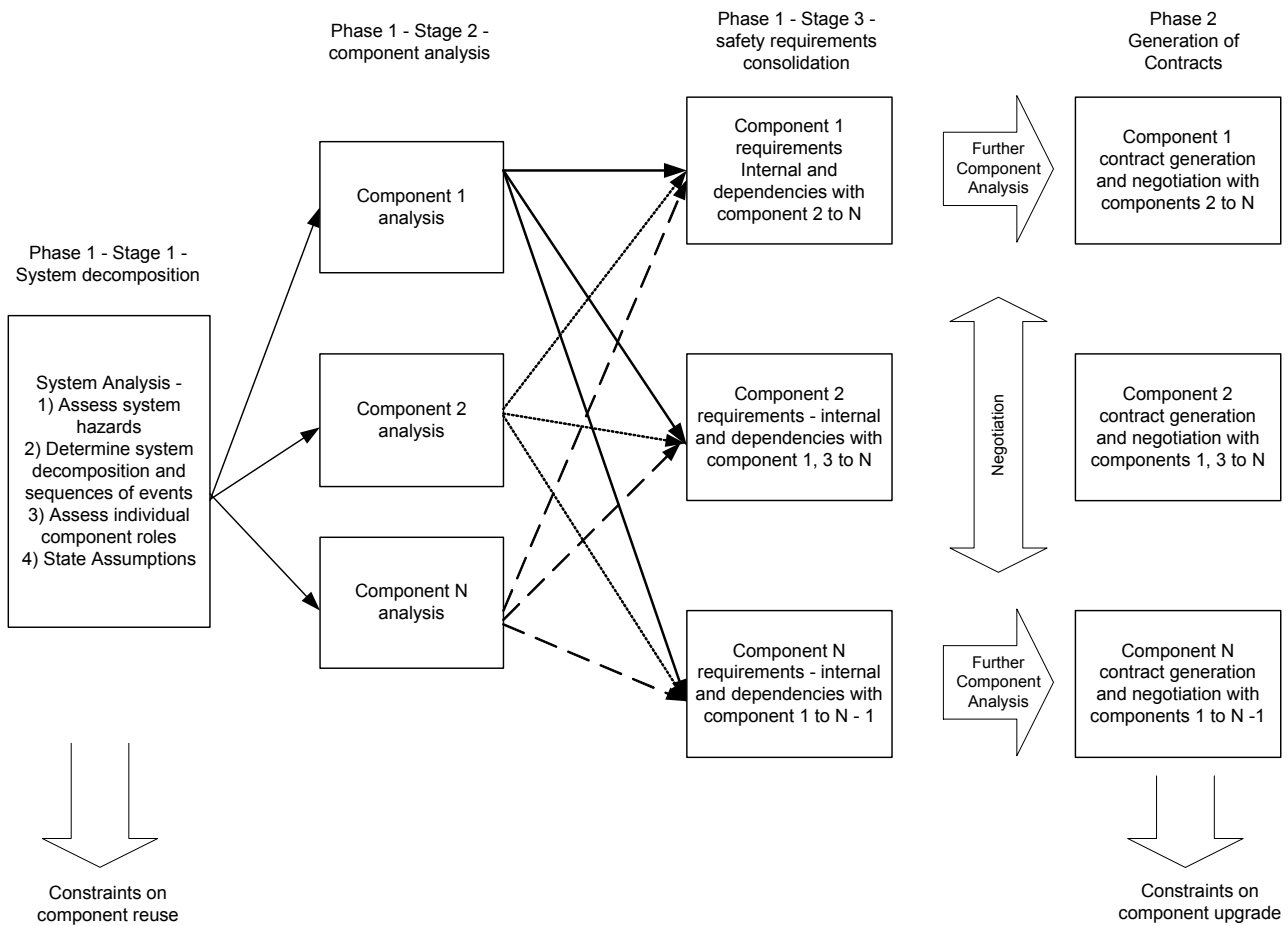 Phase 1 - Stage 1 -
System decomposition
System Analysis -
1) Assess system
hazards
2) Determine system
decomposition and
sequences of events
3) Assess individual
component roles
4) State Assumptions
Constraints on
component reuse
Phase 1 - Stage 2 -
component analysis
Component 1
analysis
Component 2
analysis
Component N
analysis
Phase 1 - Stage 3 -
safety requirements
consolidation
Component 1
requirements
Internal and
dependencies with
component 2 to N
Component 2
requirements - internal
and dependencies with
component 1, 3 to N
Component N
requirements - internal
and dependencies with
component 1 to N - 1
Further
Component
Analysis
Negotiation
Further
Component
Analysis
Phase 2
Generation of
Contracts
Component 1
contract generation
and negotiation with
components 2 to N
Component 2
contract generation
and negotiation with
components 1, 3 to N
Component N
contract generation
and negotiation with
components 1 to N -1
Constraints on
component upgrade